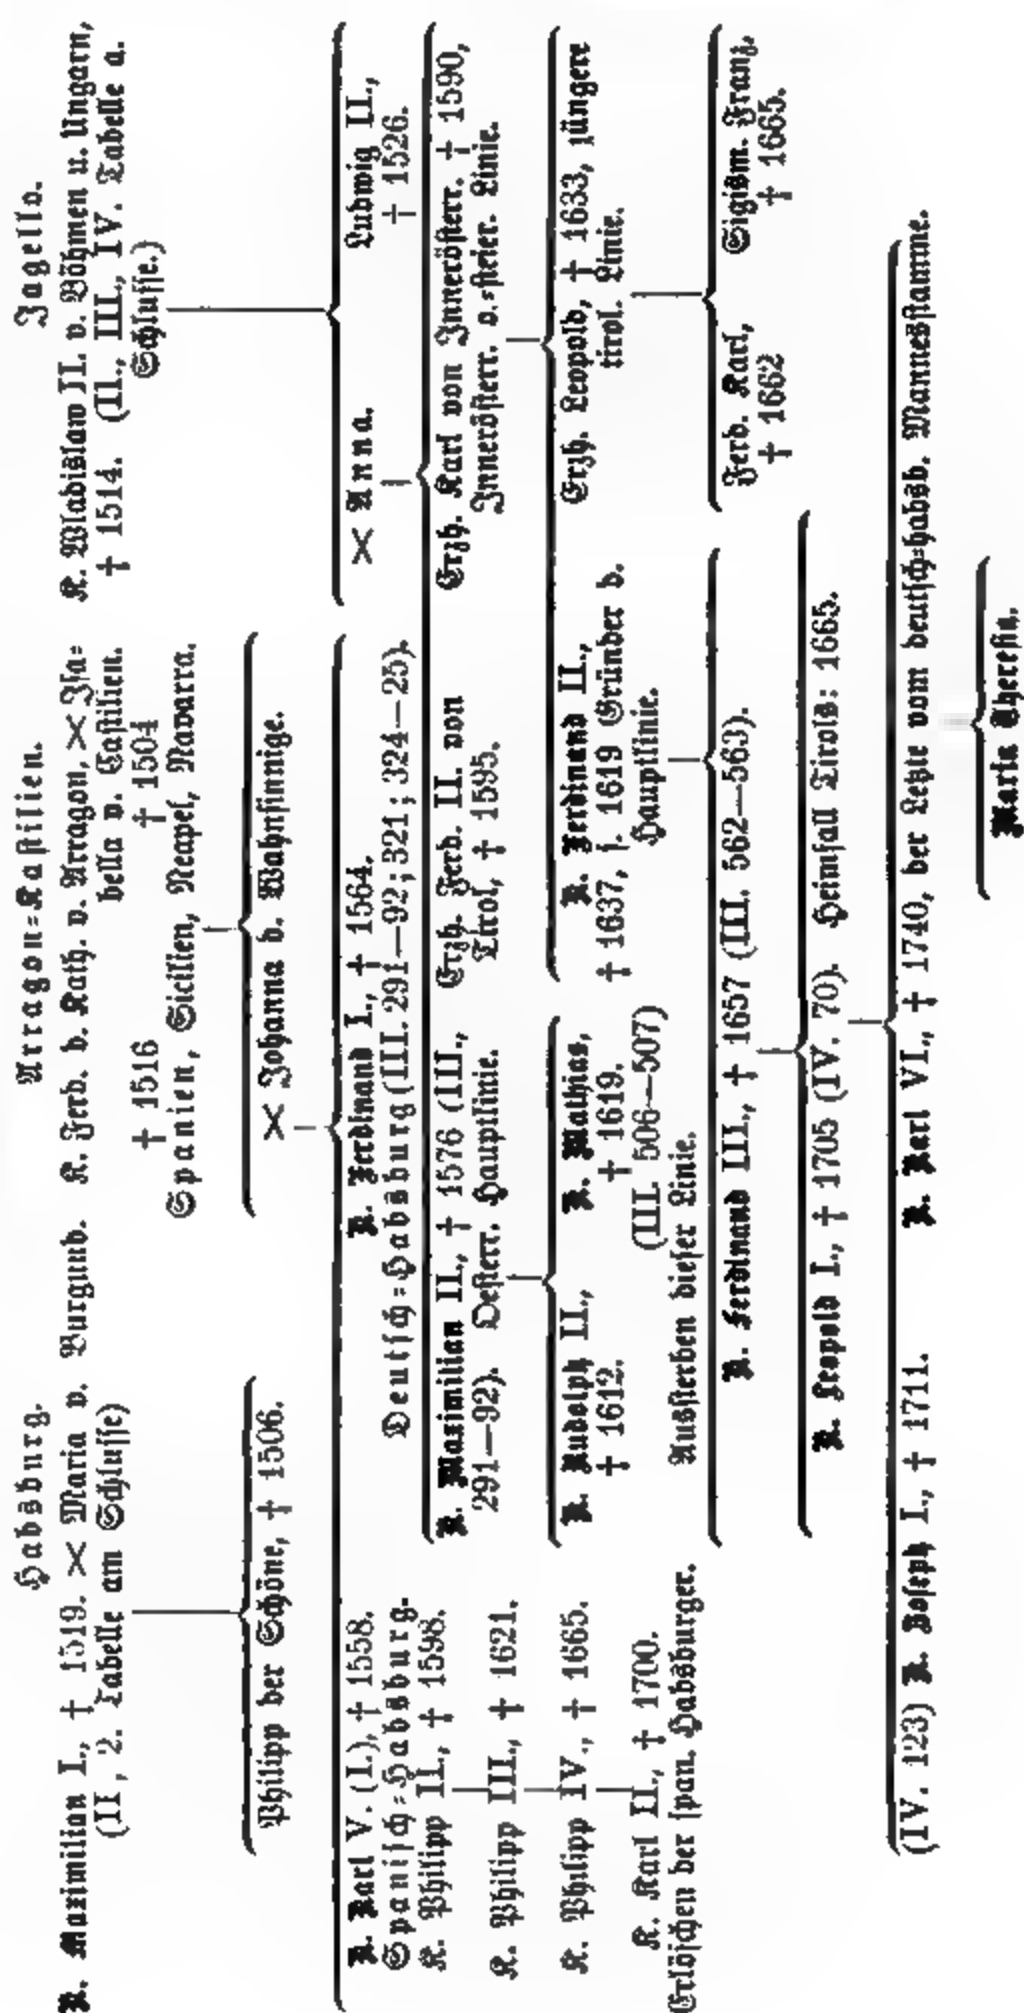 Habsburg.
K. Maximilian I., † 1519. × Maria v. Burgund.
(II, 2. Tabelle am Schlusse)
Arragon=Kastilien.
K. Ferd. d. Kath. v. Arragon, × Isa=
bella v. Castilien.
† 1516 † 1504
Spanien, Sicilien, Neapel, Navarra.
Jagello.
K. Wladislaw II. v. Böhmen u. Ungarn,
† 1514. (II., III., IV. Tabelle a.
Schlusse.)
Philipp der Schöne, † 1506.
× Johanna d. Wahnsinnige.
K. Karl V. (I.), † 1558.
Spanisch=Habsburg.
K. Philipp II., † 1598.
K. Philipp III., † 1621.
K. Philipp IV., † 1665.
K. Karl II., † 1700.
Erlöschen der span. Habsburger.
K. Ferdinand I., † 1564.
Deutsch=Habsburg (III. 291—92; 321; 324—25).
× Anna.
Ludwig II.,
† 1526.
K. Maximilian II., † 1576 (III.,
291—92). Oesterr. Hauptlinie.
Erzh. Ferd. II. von
Tirol, † 1595.
Erzh. Karl von Inneröster. † 1590,
Inneröster. o.=steier. Linie.
K. Rudolph II.,
† 1612.
K. Mathias,
† 1619.
(III. 506—507)
Aussterben dieser Linie.
K. Ferdinand II.,
† 1637, s. 1619 Gründer d.
Hauptlinie.
Erzh. Leopold, † 1633, jüngere
tirol. Linie.
K. Ferdinand III., † 1657 (III. 562—563).
Ferd. Karl,
† 1662
Sigism. Franz,
† 1665.
K. Leopold I., † 1705 (IV. 70). Heimfall Tirols: 1665.
(IV. 123) K. Joseph I., † 1711.
K. Karl VI., † 1740, der Letzte vom deutsch=habsb. Mannesstamme.
Maria Theresia.